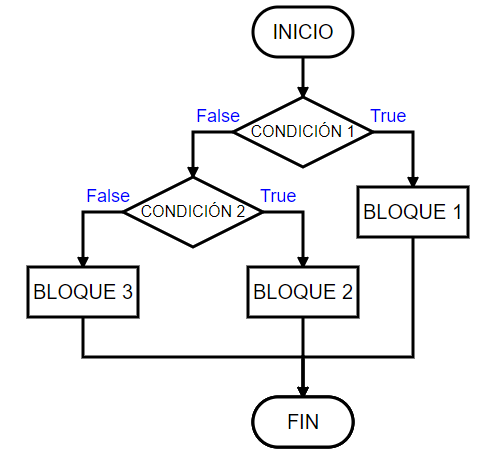 INICIO
False
CONDICIÓN 1
True
False
CONDICIÓN 2
True
BLOQUE 1
BLOQUE 3
BLOQUE 2
FIN